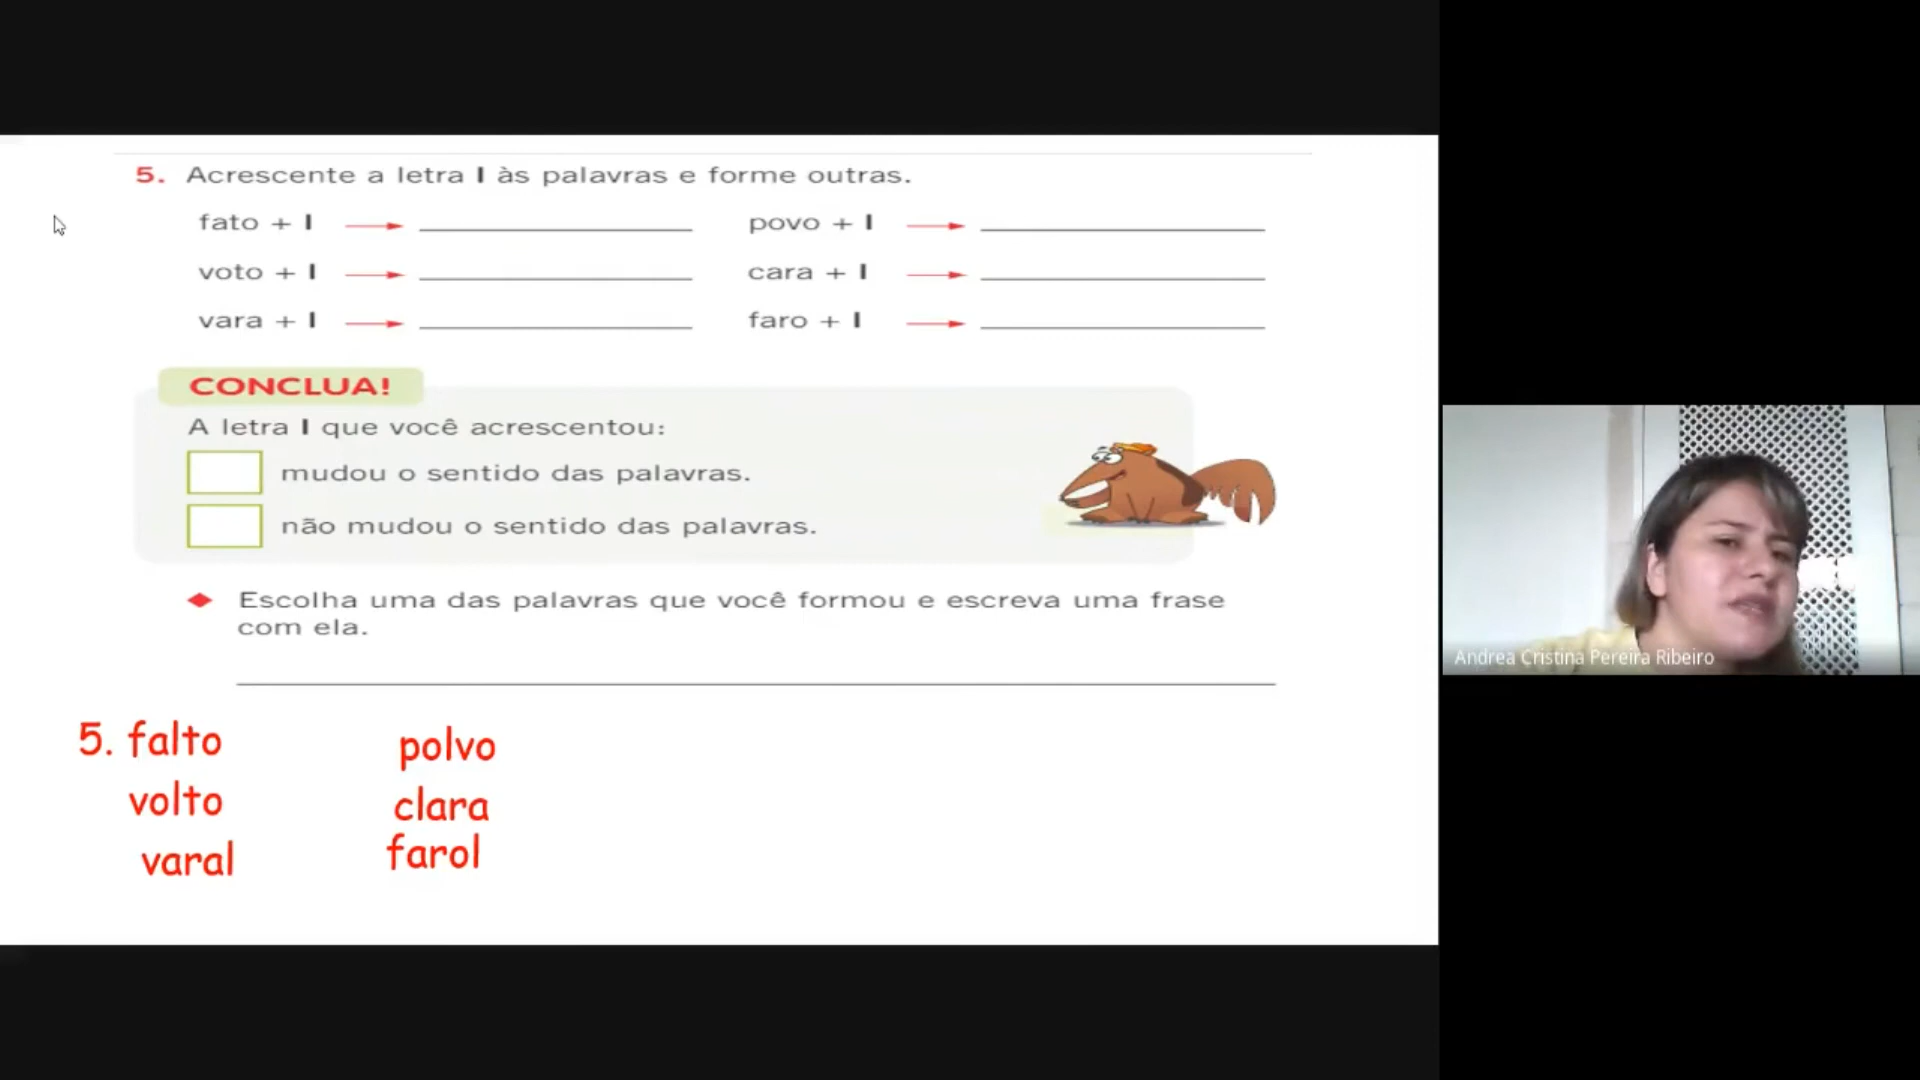 5. Acrescente a letra l às palavras e forme outras.
fato + l povo + l
voto + l cara + l
vara + l faro + l
CONCLUA!
A letra l que você acrescentou:
mudou o sentido das palavras.
não mudou o sentido das palavras.
Escolha uma das palavras que você formou e escreva uma frase
com ela.
5. falto polvo
volto clara
varal farol
Andrea Cristina Pereira Ribeiro